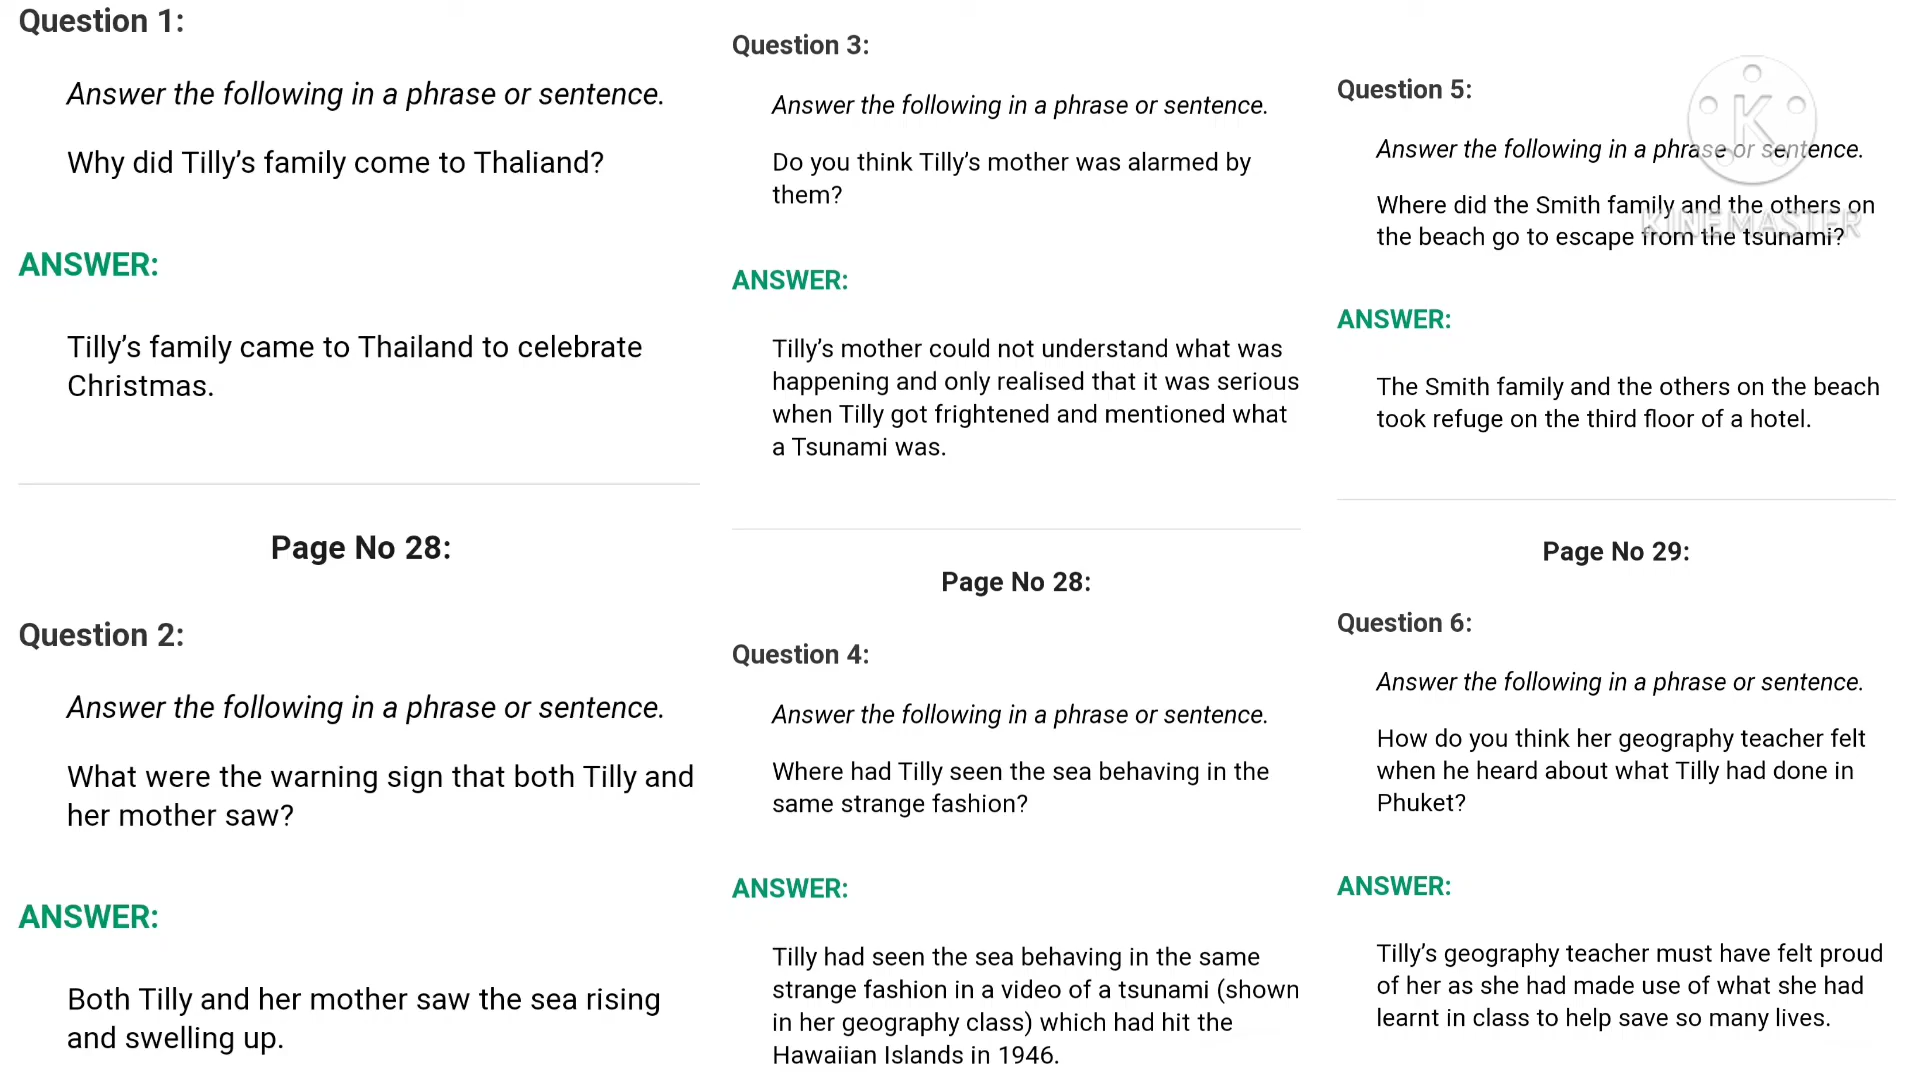 Question 1:
Answer the following in a phrase or sentence.
Why did Tilly’s family come to Thaliand?
ANSWER:
Tilly’s family came to Thailand to celebrate
Christmas.
Page No 28:
Question 2:
Answer the following in a phrase or sentence.
What were the warning sign that both Tilly and
her mother saw?
ANSWER:
Both Tilly and her mother saw the sea rising
and swelling up.
Question 3:
Answer the following in a phrase or sentence.
Do you think Tilly’s mother was alarmed by
them?
ANSWER:
Tilly’s mother could not understand what was
happening and only realised that it was serious
when Tilly got frightened and mentioned what
a Tsunami was.
Page No 28:
Question 4:
Answer the following in a phrase or sentence.
Where had Tilly seen the sea behaving in the
same strange fashion?
ANSWER:
Tilly had seen the sea behaving in the same
strange fashion in a video of a tsunami (shown
in her geography class) which had hit the
Hawaiian Islands in 1946.
Question 5:
Answer the following in a phrase or sentence.
Where did the Smith family and the others on
the beach go to escape from the tsunami?
ANSWER:
The Smith family and the others on the beach
took refuge on the third floor of a hotel.
Page No 29:
Question 6:
Answer the following in a phrase or sentence.
How do you think her geography teacher felt
when he heard about what Tilly had done in
Phuket?
ANSWER:
Tilly’s geography teacher must have felt proud
of her as she had made use of what she had
learnt in class to help save so many lives.
K
KINEMASTER